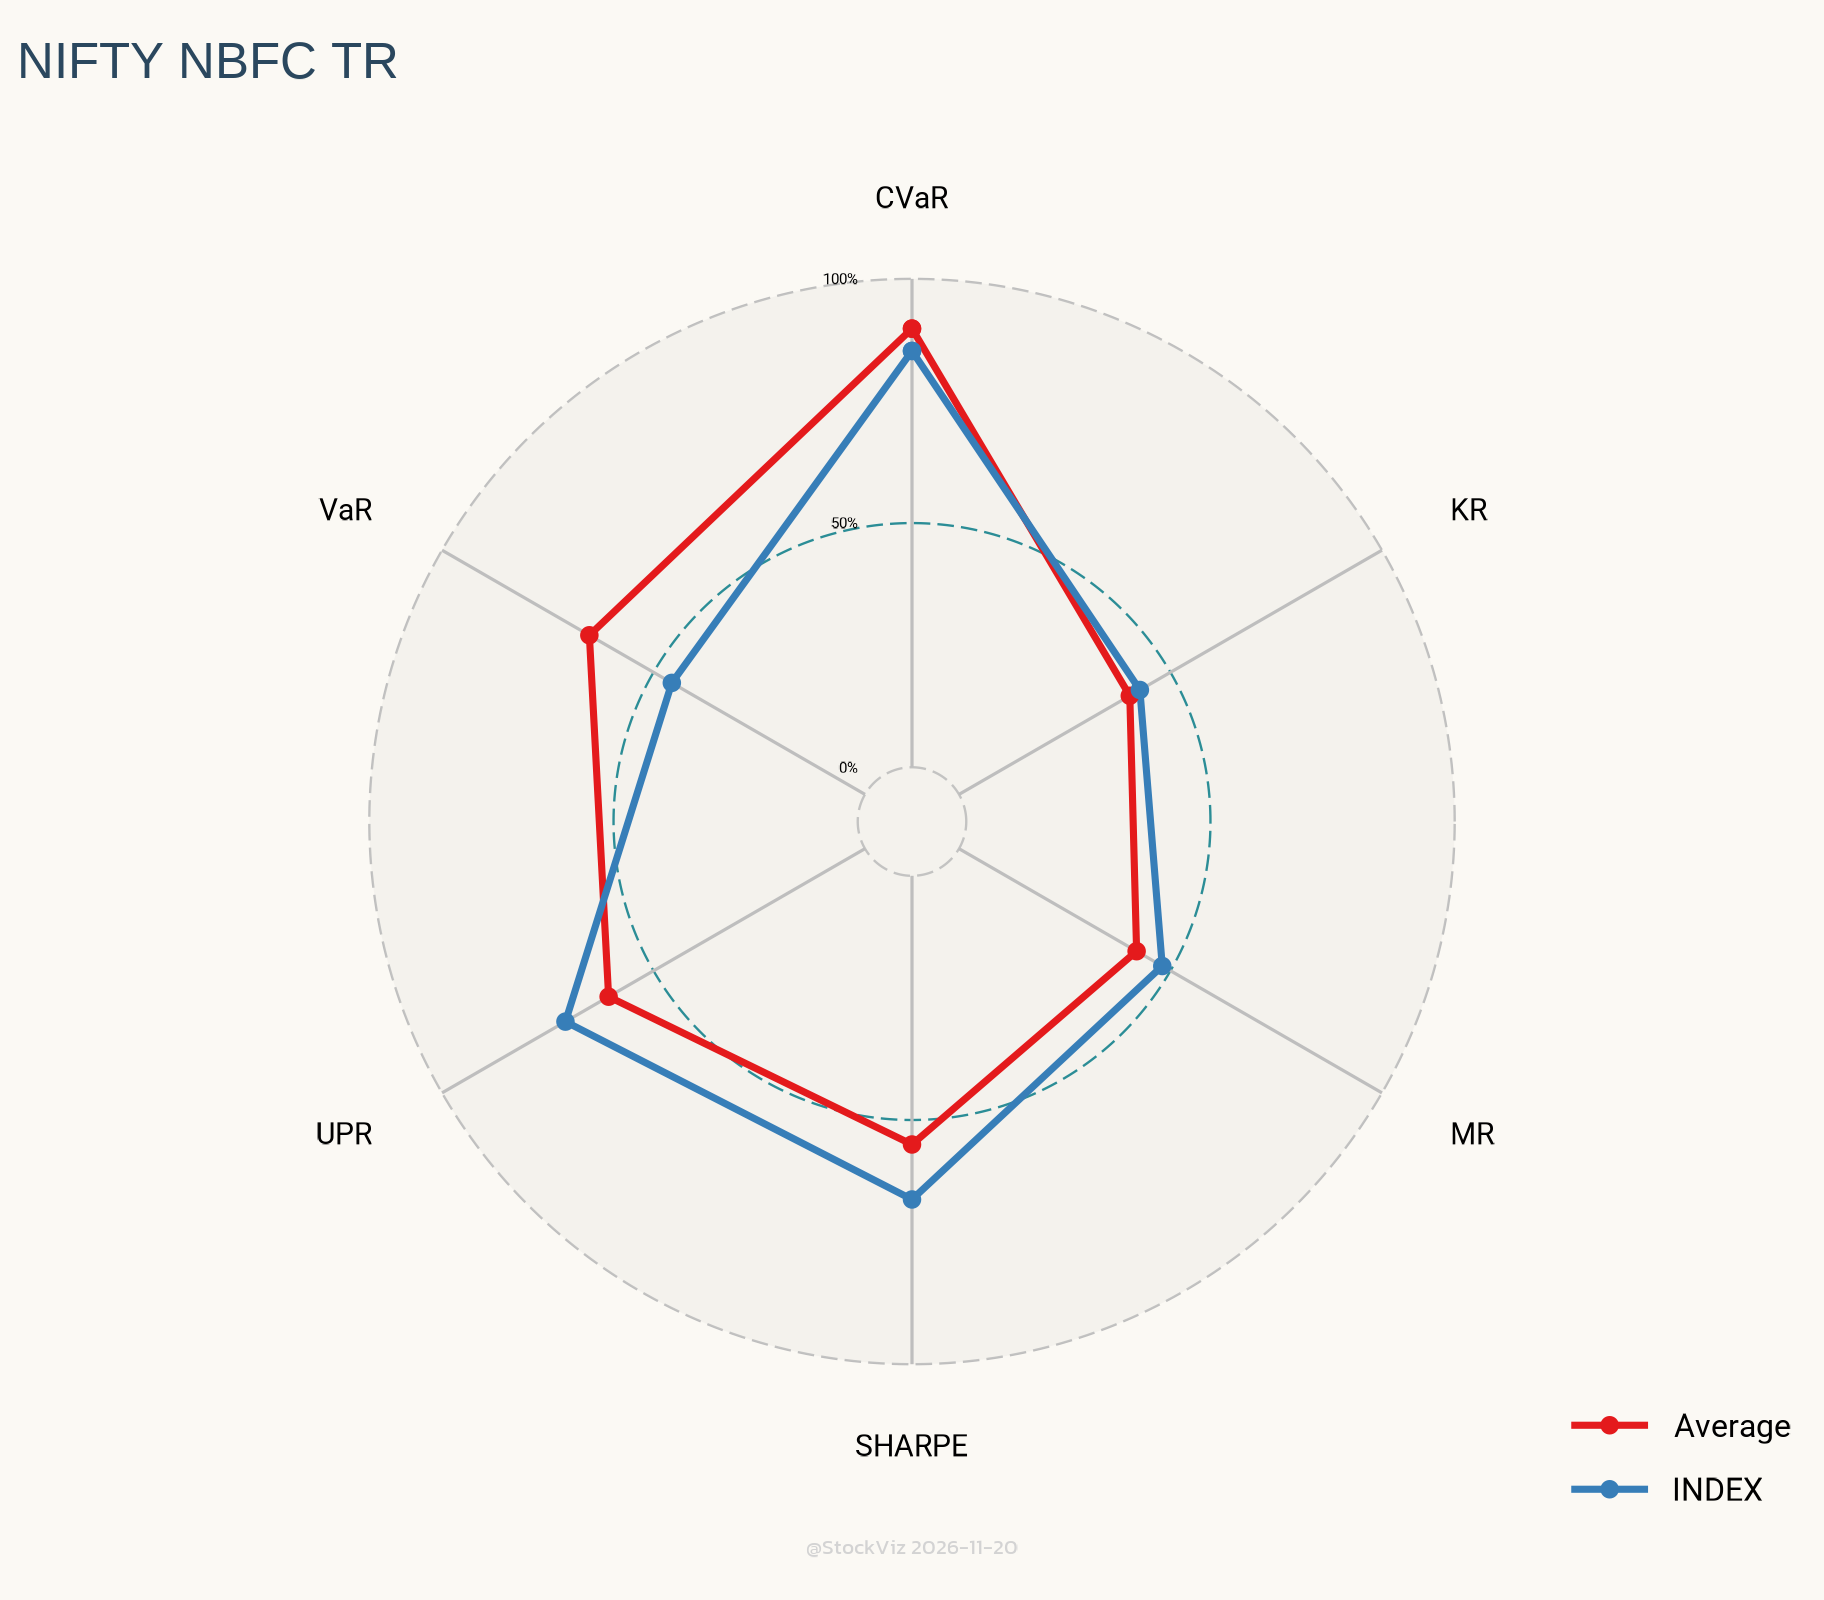 NIFTY NBFC TR
CVaR
100%
VaR
KR
50%
0%
UPR
MR
SHARPE
Average
INDEX
@StockViz 2026-11-20